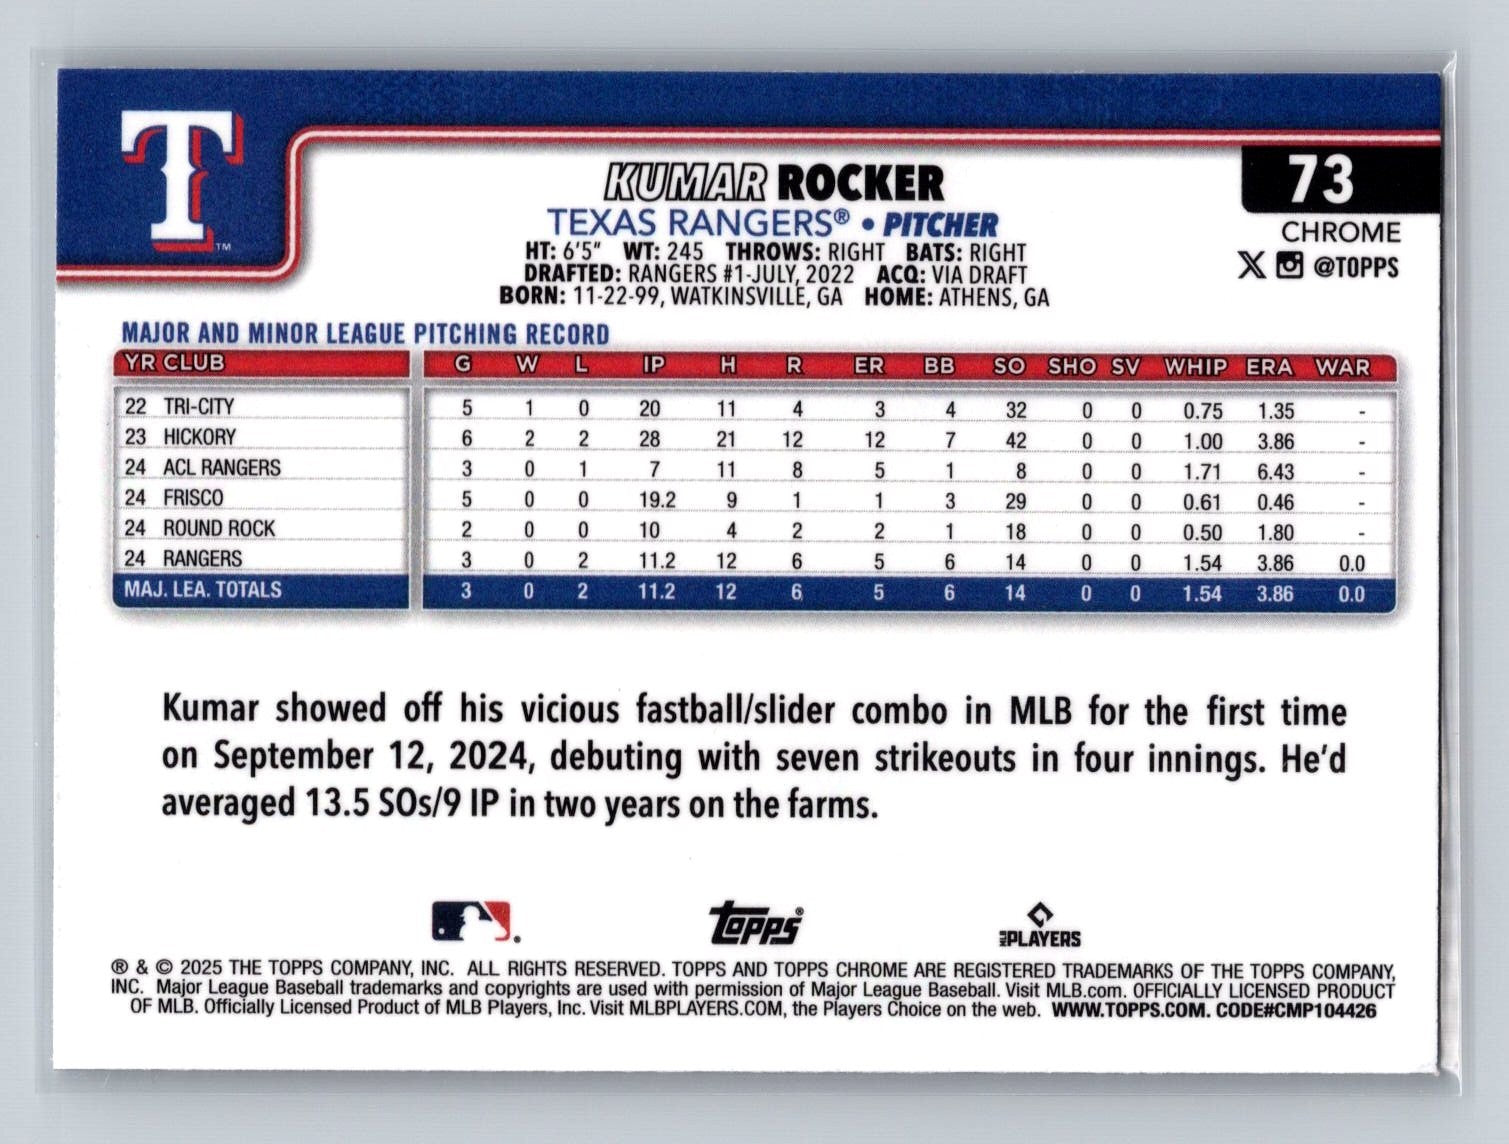 T™
KUMAR ROCKER
73
TEXAS RANGERS® • PITCHER
CHROME
HT: 6'5" WT: 245 THROWS: RIGHT BATS: RIGHT
X @TOPPS
DRAFTED: RANGERS #1-JULY, 2022 ACQ: VIA DRAFT
BORN: 11-22-99, WATKINSVILLE, GA HOME: ATHENS, GA
MAJOR AND MINOR LEAGUE PITCHING RECORD
YR CLUB G W L IP H R ER BB SO SHO SV WHIP ERA WAR
22 TRI-CITY 5 1 0 20 11 4 3 4 32 0 0 0.75 1.35 -
23 HICKORY 6 2 2 28 21 12 12 7 42 0 0 1.00 3.86 -
24 ACL RANGERS 3 0 1 7 11 8 5 1 8 0 0 1.71 6.43 -
24 FRISCO 5 0 0 19.2 9 1 1 3 29 0 0 0.61 0.46 -
24 ROUND ROCK 2 0 0 10 4 2 2 1 18 0 0 0.50 1.80 -
24 RANGERS 3 0 2 11.2 12 6 5 6 14 0 0 1.54 3.86 0.0
MAJ. LEA. TOTALS 3 0 2 11.2 12 6 5 6 14 0 0 1.54 3.86 0.0
Kumar showed off his vicious fastball/slider combo in MLB for the first time
on September 12, 2024, debuting with seven strikeouts in four innings. He'd
averaged 13.5 SOs/9 IP in two years on the farms.
Topps®
MLB PLAYERS
® & © 2025 THE TOPPS COMPANY, INC. ALL RIGHTS RESERVED. TOPPS AND TOPPS CHROME ARE REGISTERED TRADEMARKS OF THE TOPPS COMPANY,
INC. Major League Baseball trademarks and copyrights are used with permission of Major League Baseball. Visit MLB.com. OFFICIALLY LICENSED PRODUCT
OF MLB. Officially Licensed Product of MLB Players, Inc. Visit MLBPLAYERS.COM, the Players Choice on the web. WWW.TOPPS.COM. CODE#CMP104426